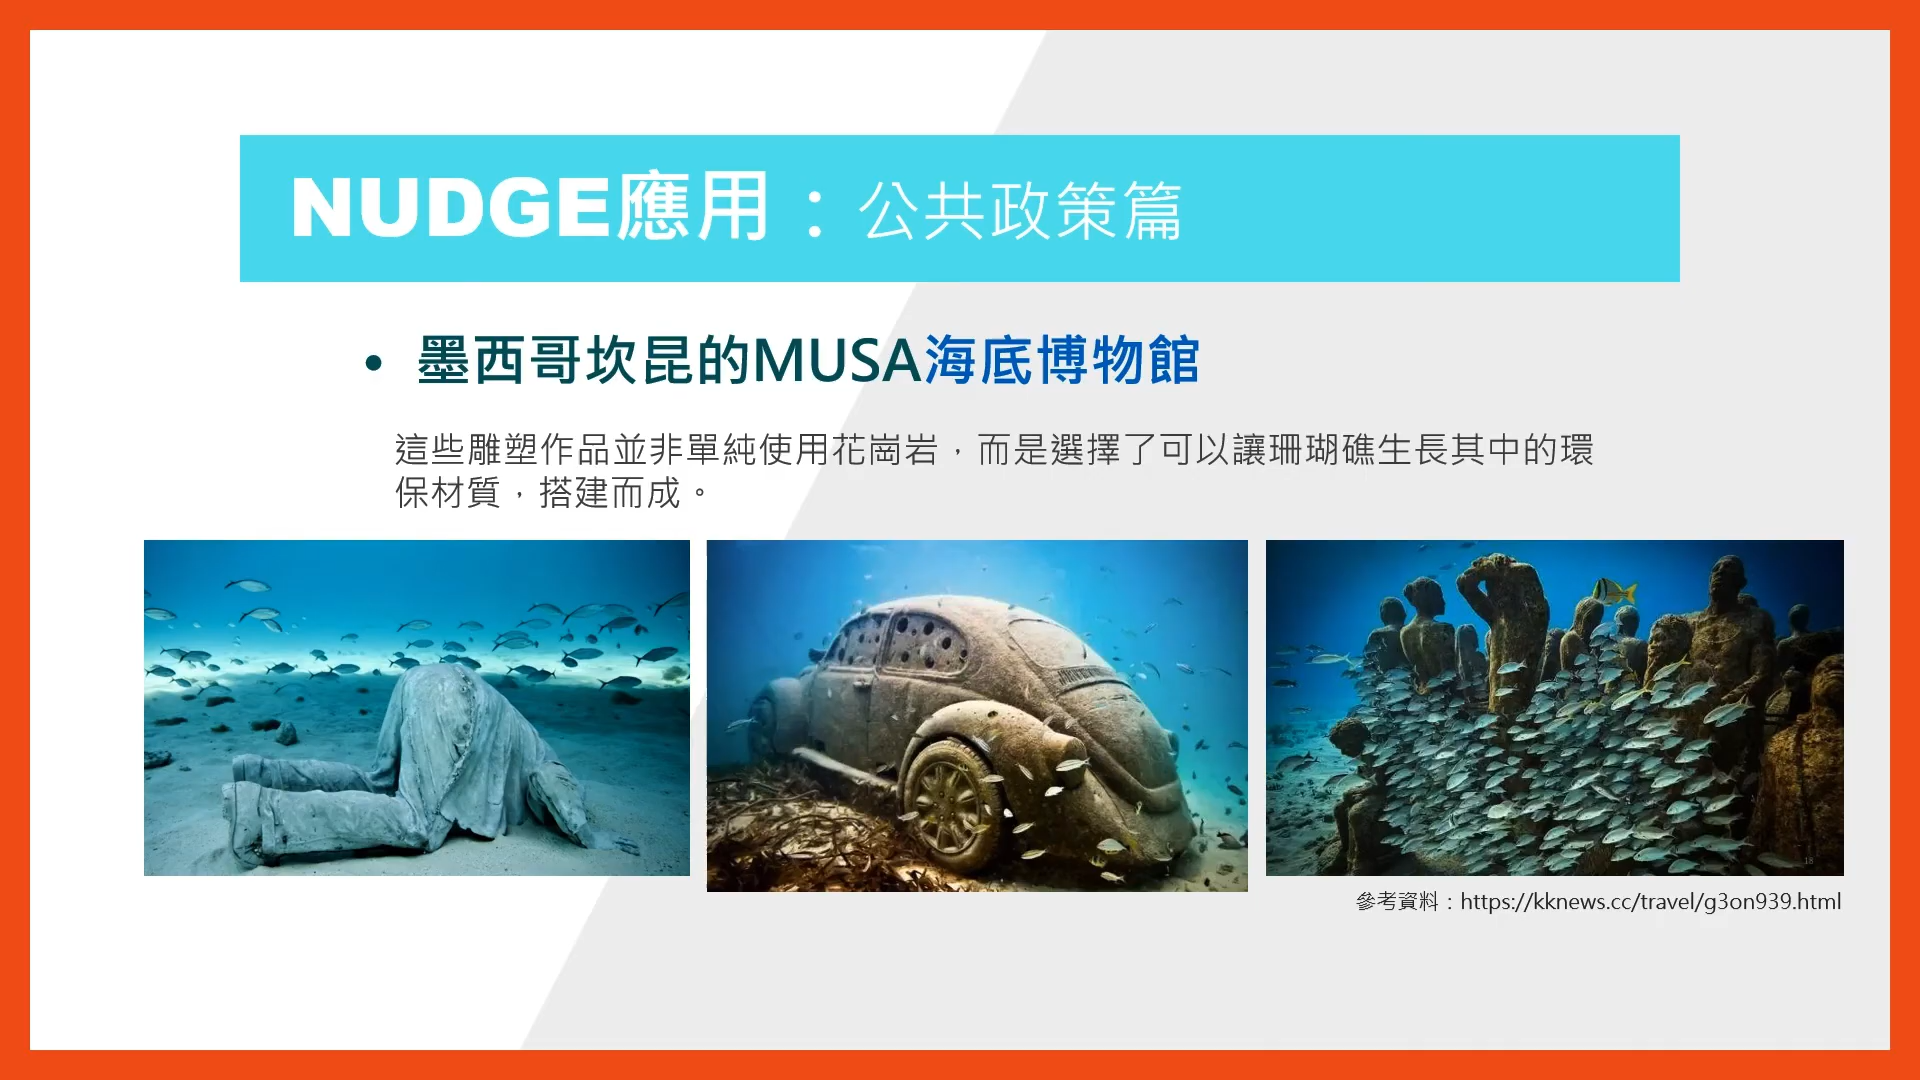 NUDGE應用：公共政策篇
• 墨西哥坎昆的MUSA海底博物館
這些雕塑作品並非單純使用花崗岩，而是選擇了可以讓珊瑚礁生長其中的環
保材質，搭建而成。
18
參考資料：https://kknews.cc/travel/g3on939.html